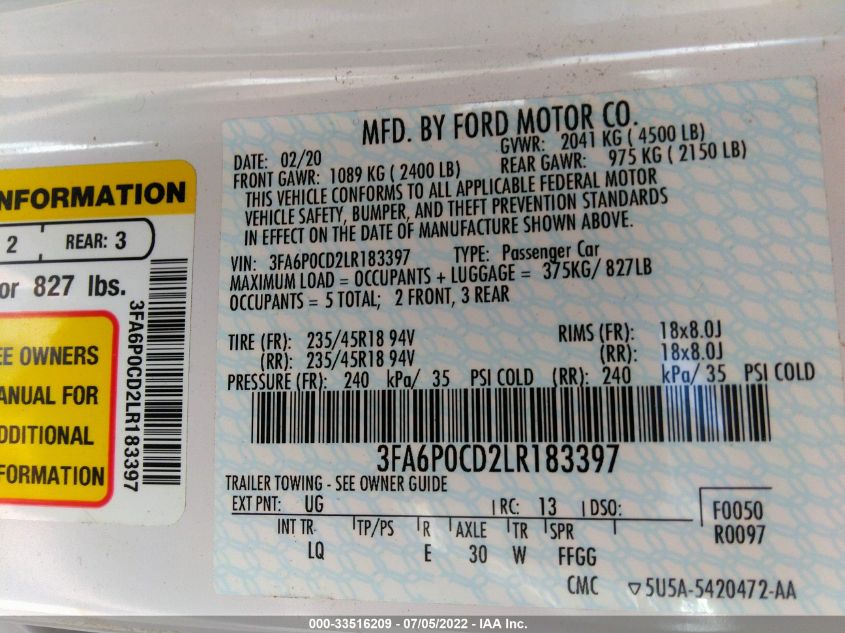 NFORMATION
2 REAR: 3
or 827 lbs.
EE OWNERS
ANUAL FOR
DDITIONAL
FORMATION
3FA6P0CD2LR183397
MFD. BY FORD MOTOR CO.
DATE: 02/20 GVWR: 2041 KG ( 4500 LB)
FRONT GAWR: 1089 KG ( 2400 LB) REAR GAWR: 975 KG ( 2150 LB)
THIS VEHICLE CONFORMS TO ALL APPLICABLE FEDERAL MOTOR
VEHICLE SAFETY, BUMPER, AND THEFT PREVENTION STANDARDS
IN EFFECT ON THE DATE OF MANUFACTURE SHOWN ABOVE.
VIN: 3FA6P0CD2LR183397 TYPE: Passenger Car
MAXIMUM LOAD = OCCUPANTS + LUGGAGE = 375KG/ 827LB
OCCUPANTS = 5 TOTAL; 2 FRONT, 3 REAR
TIRE (FR): 235/45R18 94V RIMS (FR): 18x8.0J
(RR): 235/45R18 94V (RR): 18x8.0J
PRESSURE (FR): 240 kPa/ 35 PSI COLD (RR): 240 kPa/ 35 PSI COLD
3FA6P0CD2LR183397
TRAILER TOWING - SEE OWNER GUIDE
EXT PNT: UG RC: 13 DSO: F0050
INT TR TP/PS R AXLE TR SPR R0097
LQ E 30 W FFGG
CMC ▽5U5A-5420472-AA
000-33516209 - 07/05/2022 - IAA Inc.